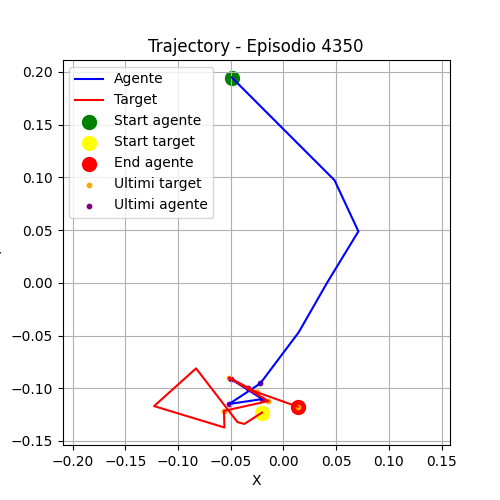 Trajectory - Episodio 4350
Agente
Target
Start agente
Start target
End agente
Ultimi target
Ultimi agente
0.20
0.15
0.10
0.05
0.00
−0.05
−0.10
−0.15
−0.20 −0.15 −0.10 −0.05 0.00 0.05 0.10 0.15
X